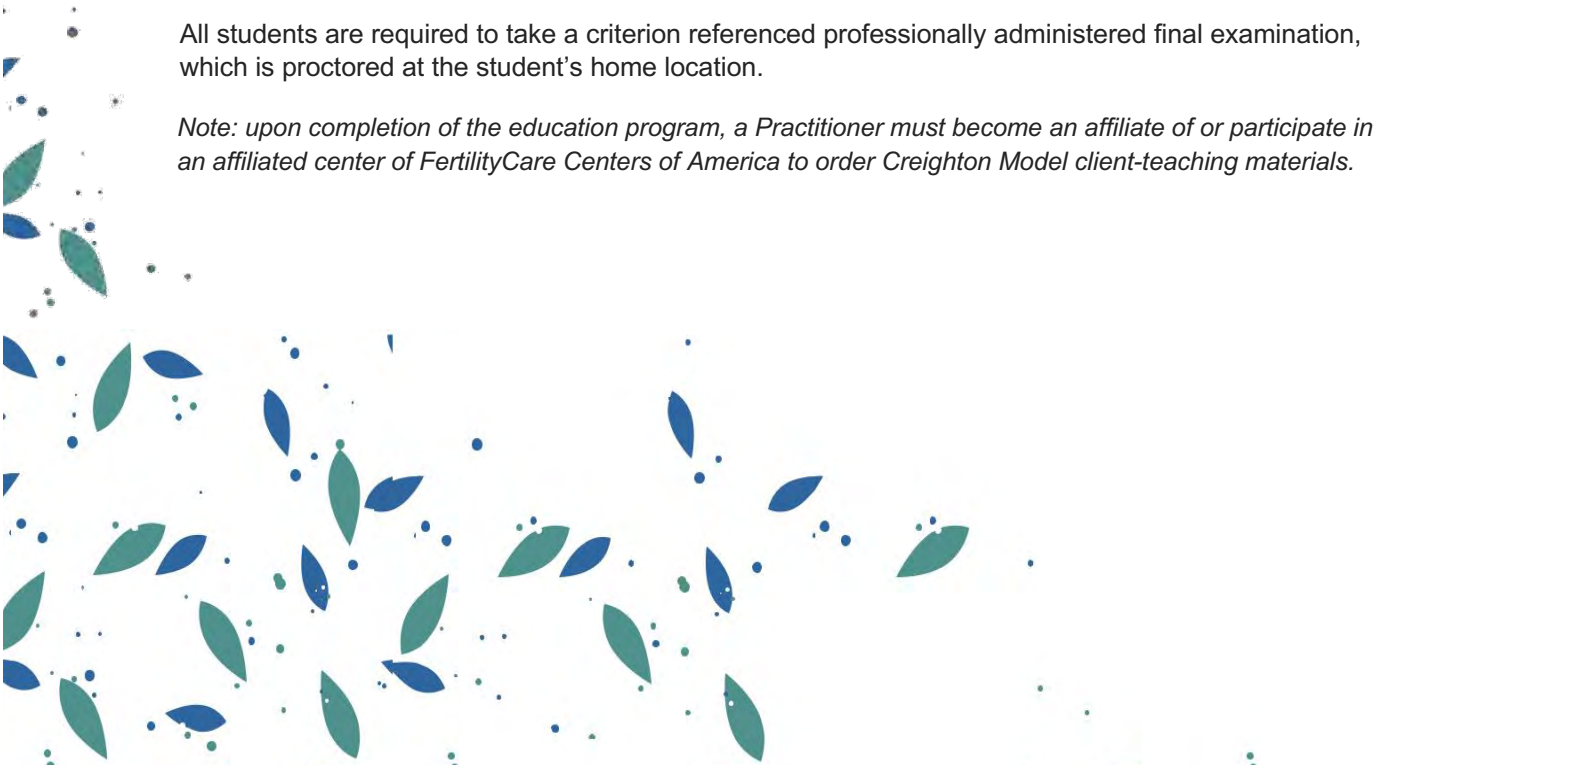 All students are required to take a criterion referenced professionally administered final examination,
which is proctored at the student’s home location.
Note: upon completion of the education program, a Practitioner must become an affiliate of or participate in
an affiliated center of FertilityCare Centers of America to order Creighton Model client-teaching materials.